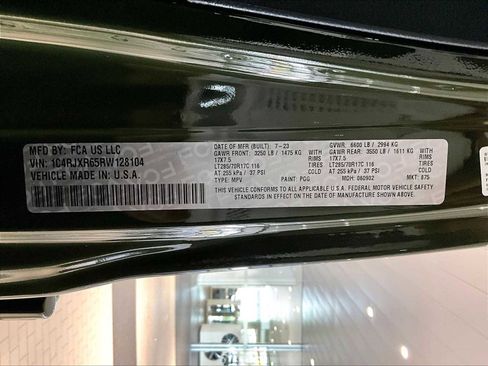 MFD BY: FCA US LLC
VIN: 1C4RJXR65RW128104
VEHICLE MADE IN: U.S.A.
DATE OF MFR (BUILT): 7-23 GVWR: 6600 LB / 2994 KG
GAWR FRONT: 3250 LB / 1475 KG WITH GAWR REAR: 3550 LB / 1611 KG WITH
17X7.5 RIMS 17X7.5 RIMS
LT285/70R17C 116 TIRES LT285/70R17C 116 TIRES
AT 255 kPa / 37 PSI COLD AT 255 kPa / 37 PSI COLD
THIS VEHICLE CONFORMS TO ALL APPLICABLE U.S.A. FEDERAL MOTOR VEHICLE SAFETY
STANDARDS IN EFFECT ON THE DATE OF MANUFACTURE SHOWN ABOVE.
TYPE: MPV PAINT: PGG MDH: 060902 MKT: 875